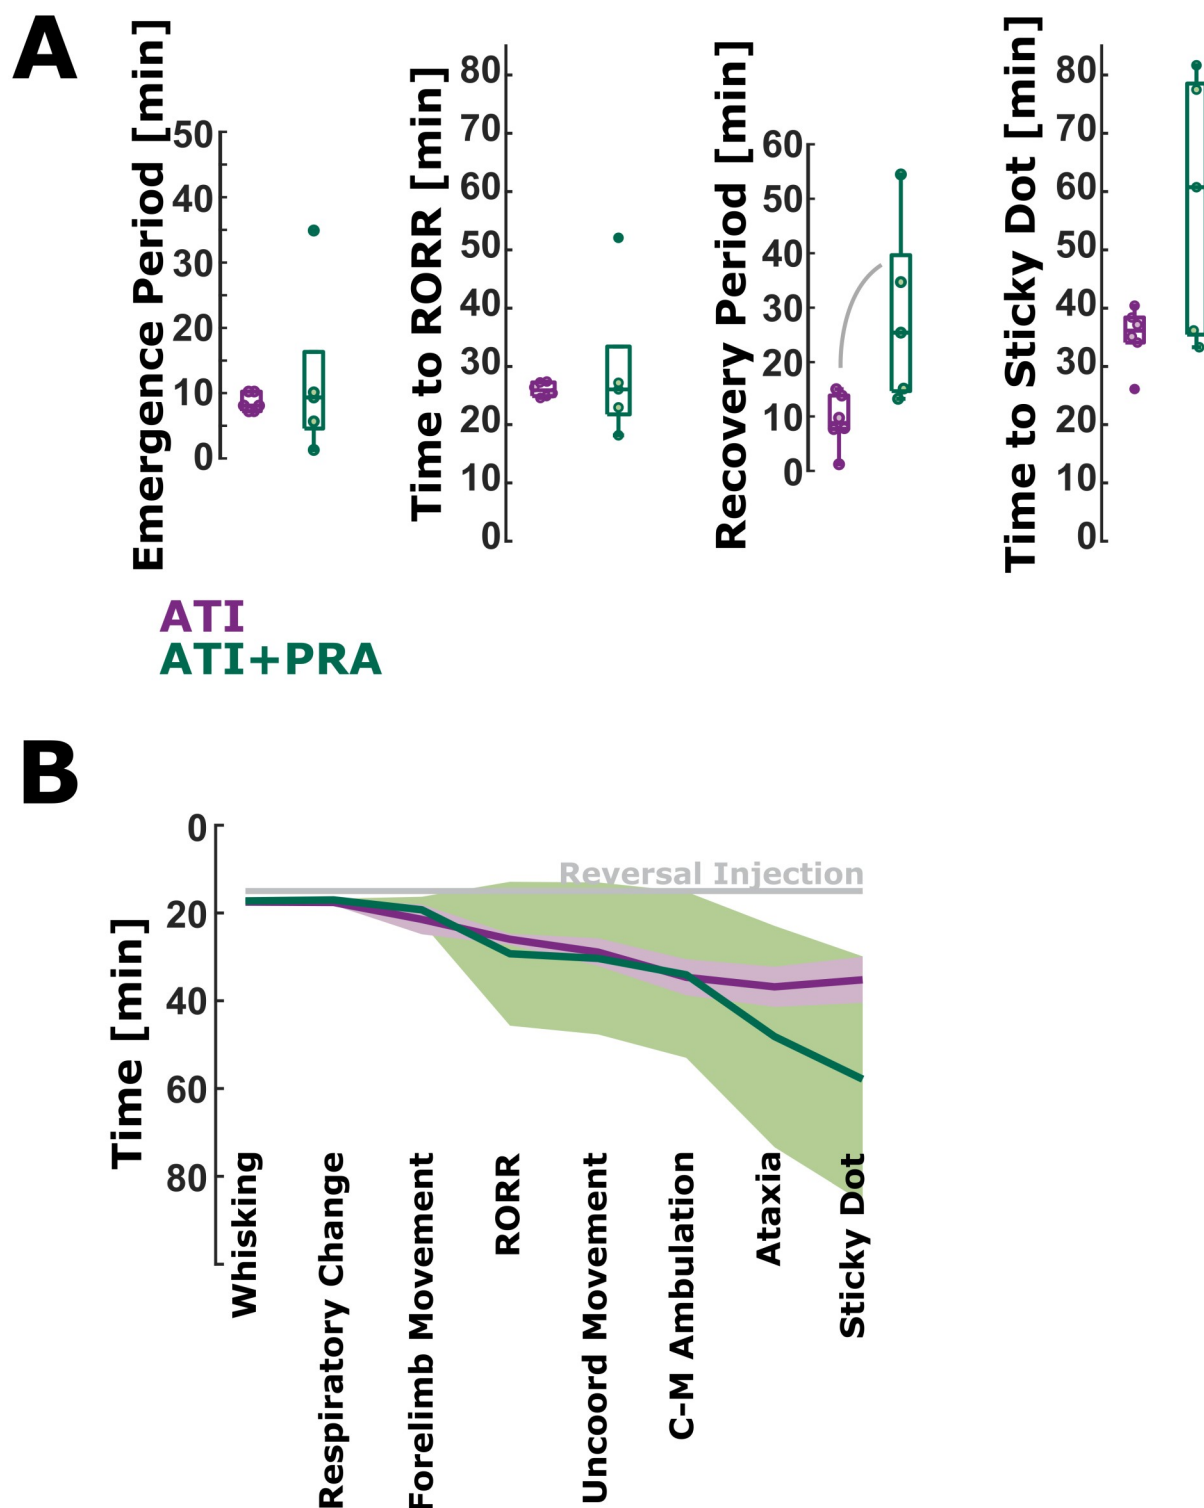 A
Emergence Period [min]
50
40
30
20
10
0
Time to RORR [min]
80
70
60
50
40
30
20
10
0
Recovery Period [min]
60
50
40
30
20
10
0
Time to Sticky Dot [min]
80
70
60
50
40
30
20
10
0
ATI
ATI+PRA
B
Time [min]
0
20
40
60
80
Reversal Injection
Whisking
Respiratory Change
Forelimb Movement
RORR
Uncoord Movement
C-M Ambulation
Ataxia
Sticky Dot